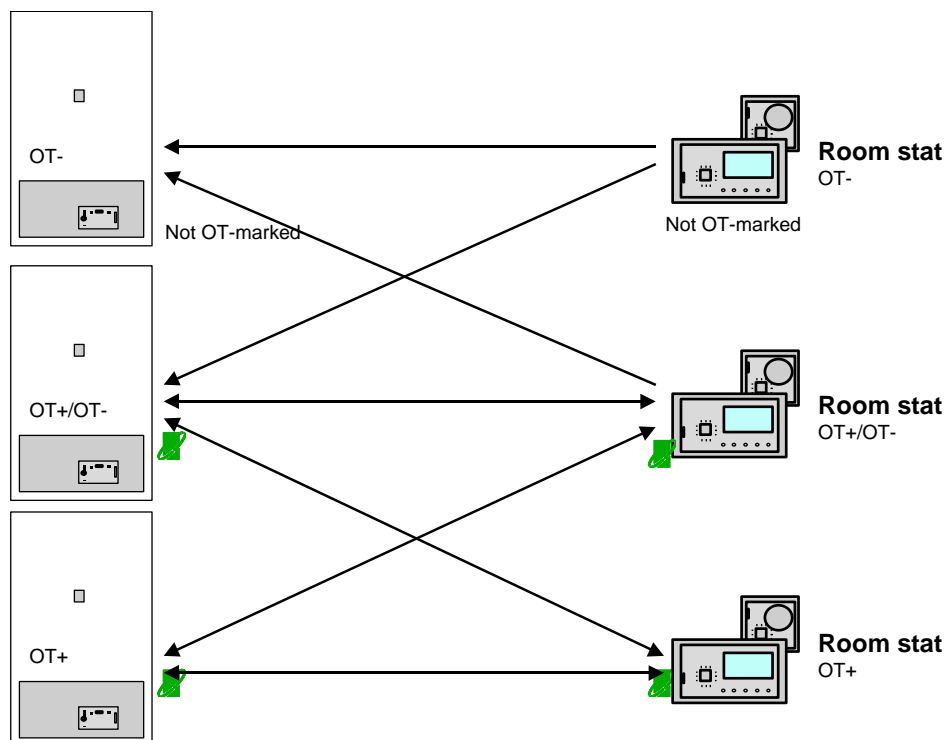 OT-
Not OT-marked
Room stat
OT-
Not OT-marked
OT+/OT-
Room stat
OT+/OT-
OT+
Room stat
OT+